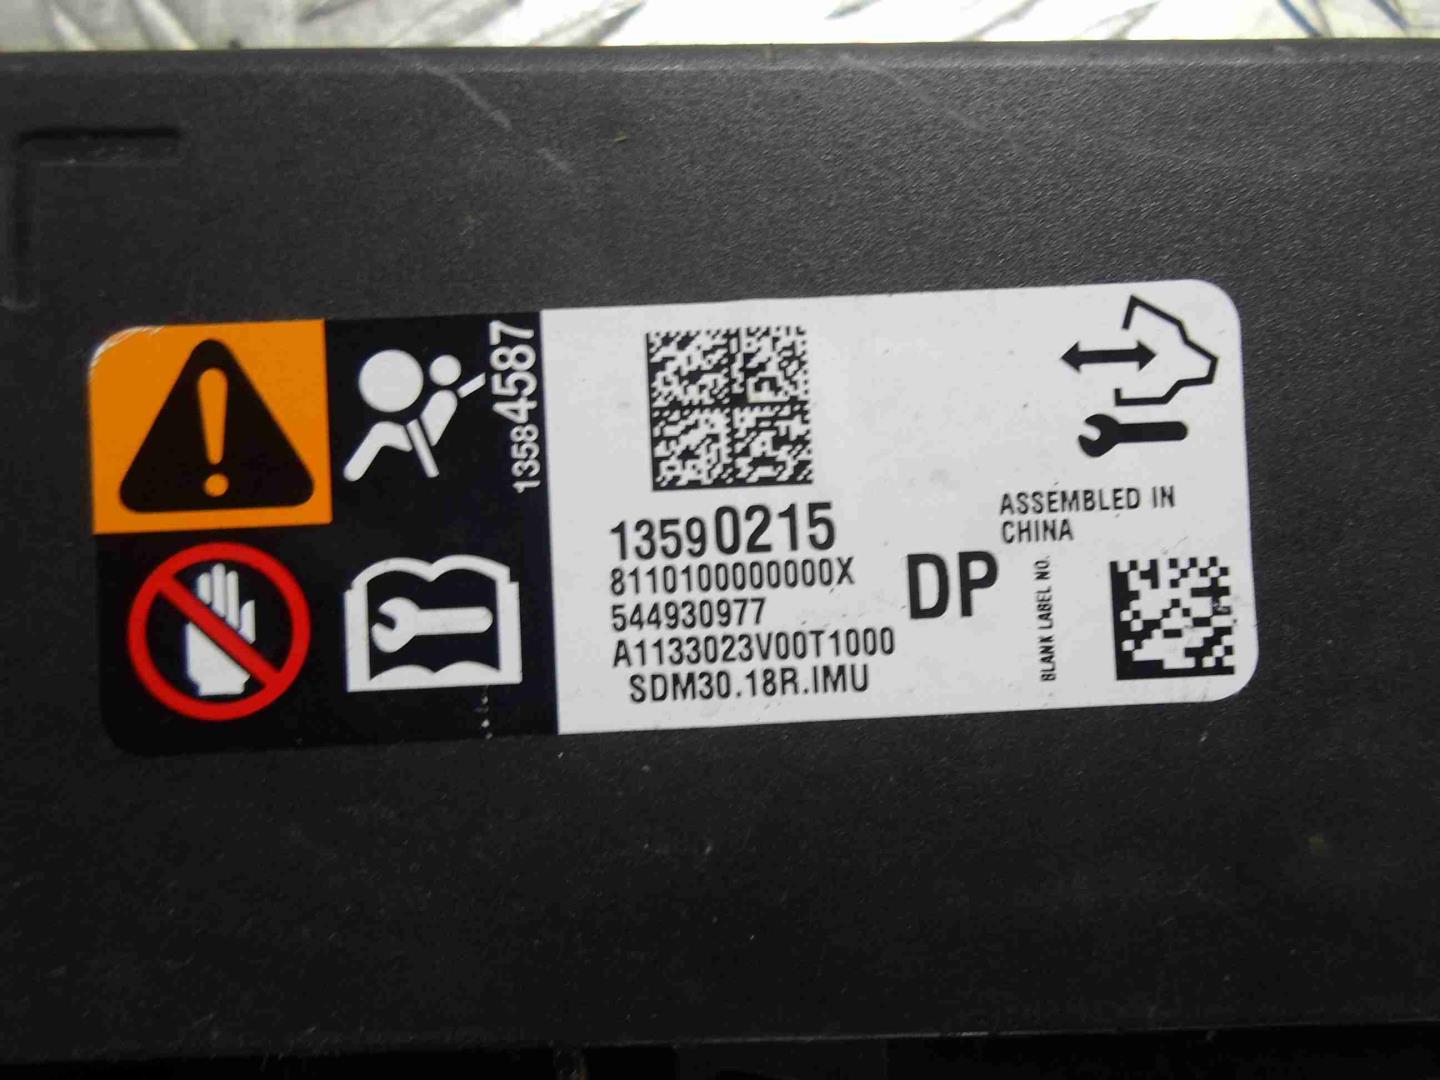 13584587
13590215
8110100000000X
544930977
A1133023V00T1000
SDM30.18R.IMU
DP
ASSEMBLED IN
CHINA
BLANK LABEL NO.